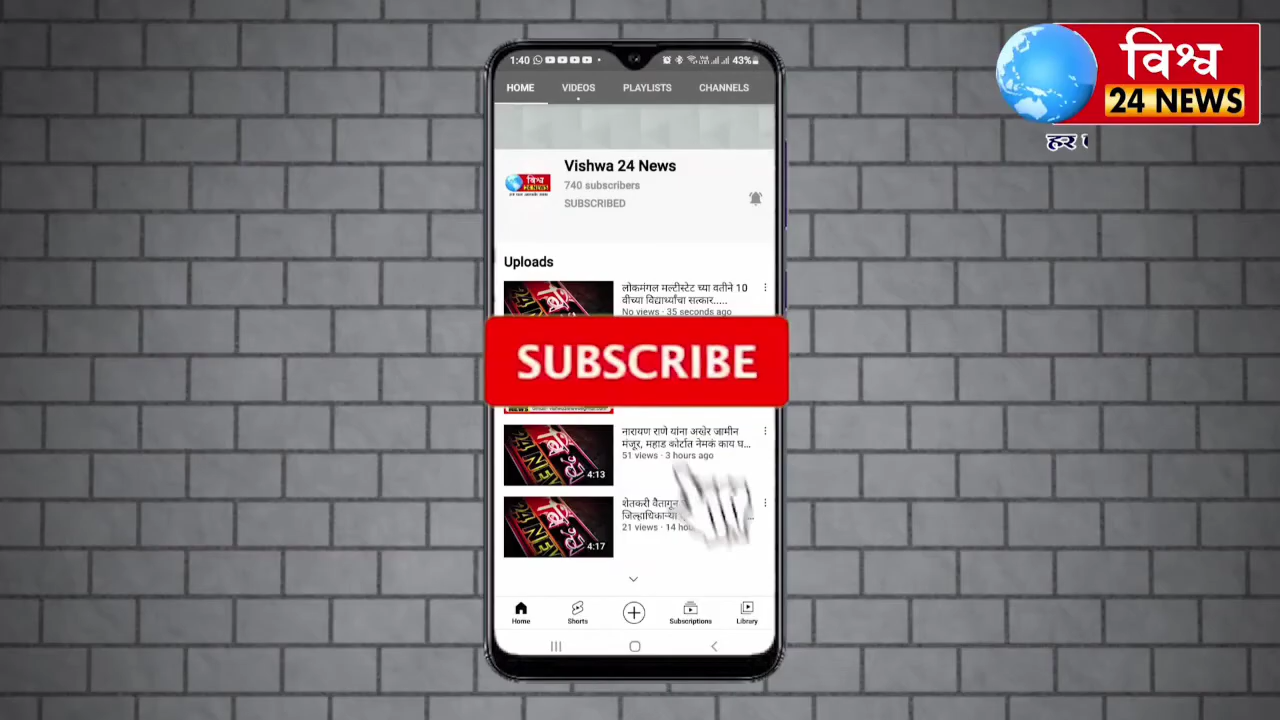 1:40
43%
HOME
VIDEOS
PLAYLISTS
CHANNELS
विश्व
24 NEWS
हर
Vishwa 24 News
740 subscribers
SUBSCRIBED
Uploads
लोकमंगल मल्टीस्टेट च्या वतीने 10
वीच्या विद्यार्थ्यांचा सत्कार.....
No views · 35 seconds ago
SUBSCRIBE
नारायण राणे यांना अखेर जामीन
मंजूर, महाड कोर्टात नेमकं काय घ...
51 views · 3 hours ago
4:13
शेतकरी वैतागून
जिल्हाधिकाऱ्या
21 views · 14
4:17
Home
Shorts
Subscriptions
Library